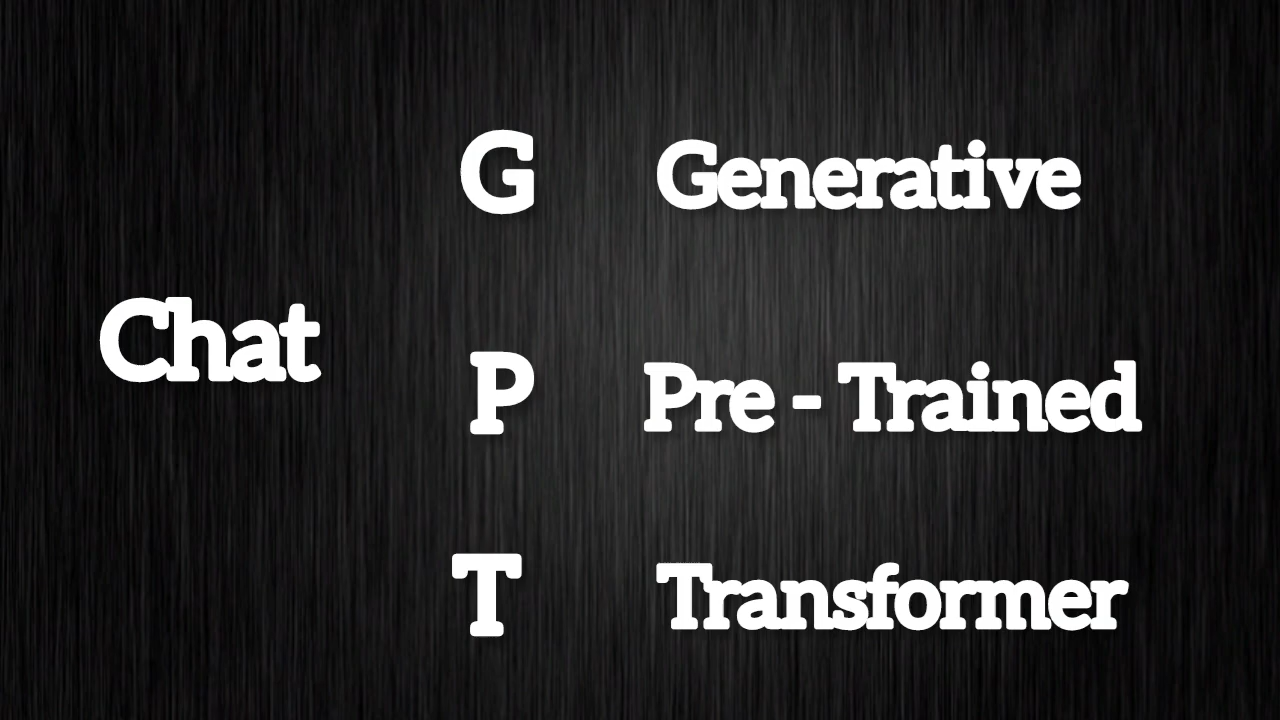 G Generative
Chat
P Pre - Trained
T Transformer